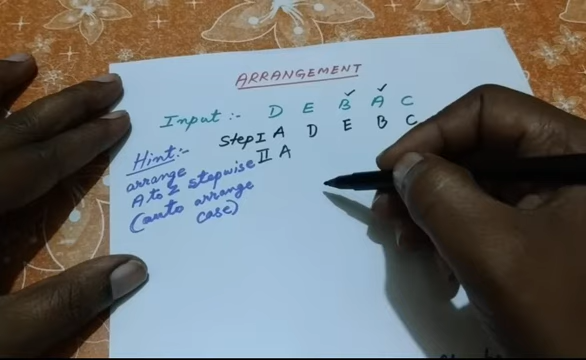 ARRANGEMENT
Input :- D E B A C
Step I A D E B C
II A
Hint :-
arrange
A to Z stepwise
(auto arrange
case)